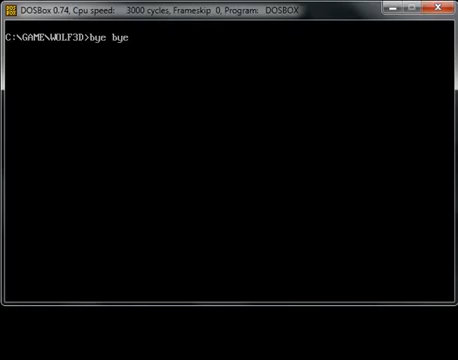 DOSBox 0.74, Cpu speed: 3000 cycles, Frameskip 0, Program: DOSBOX
C:\GAME\WOLF3D>bye bye